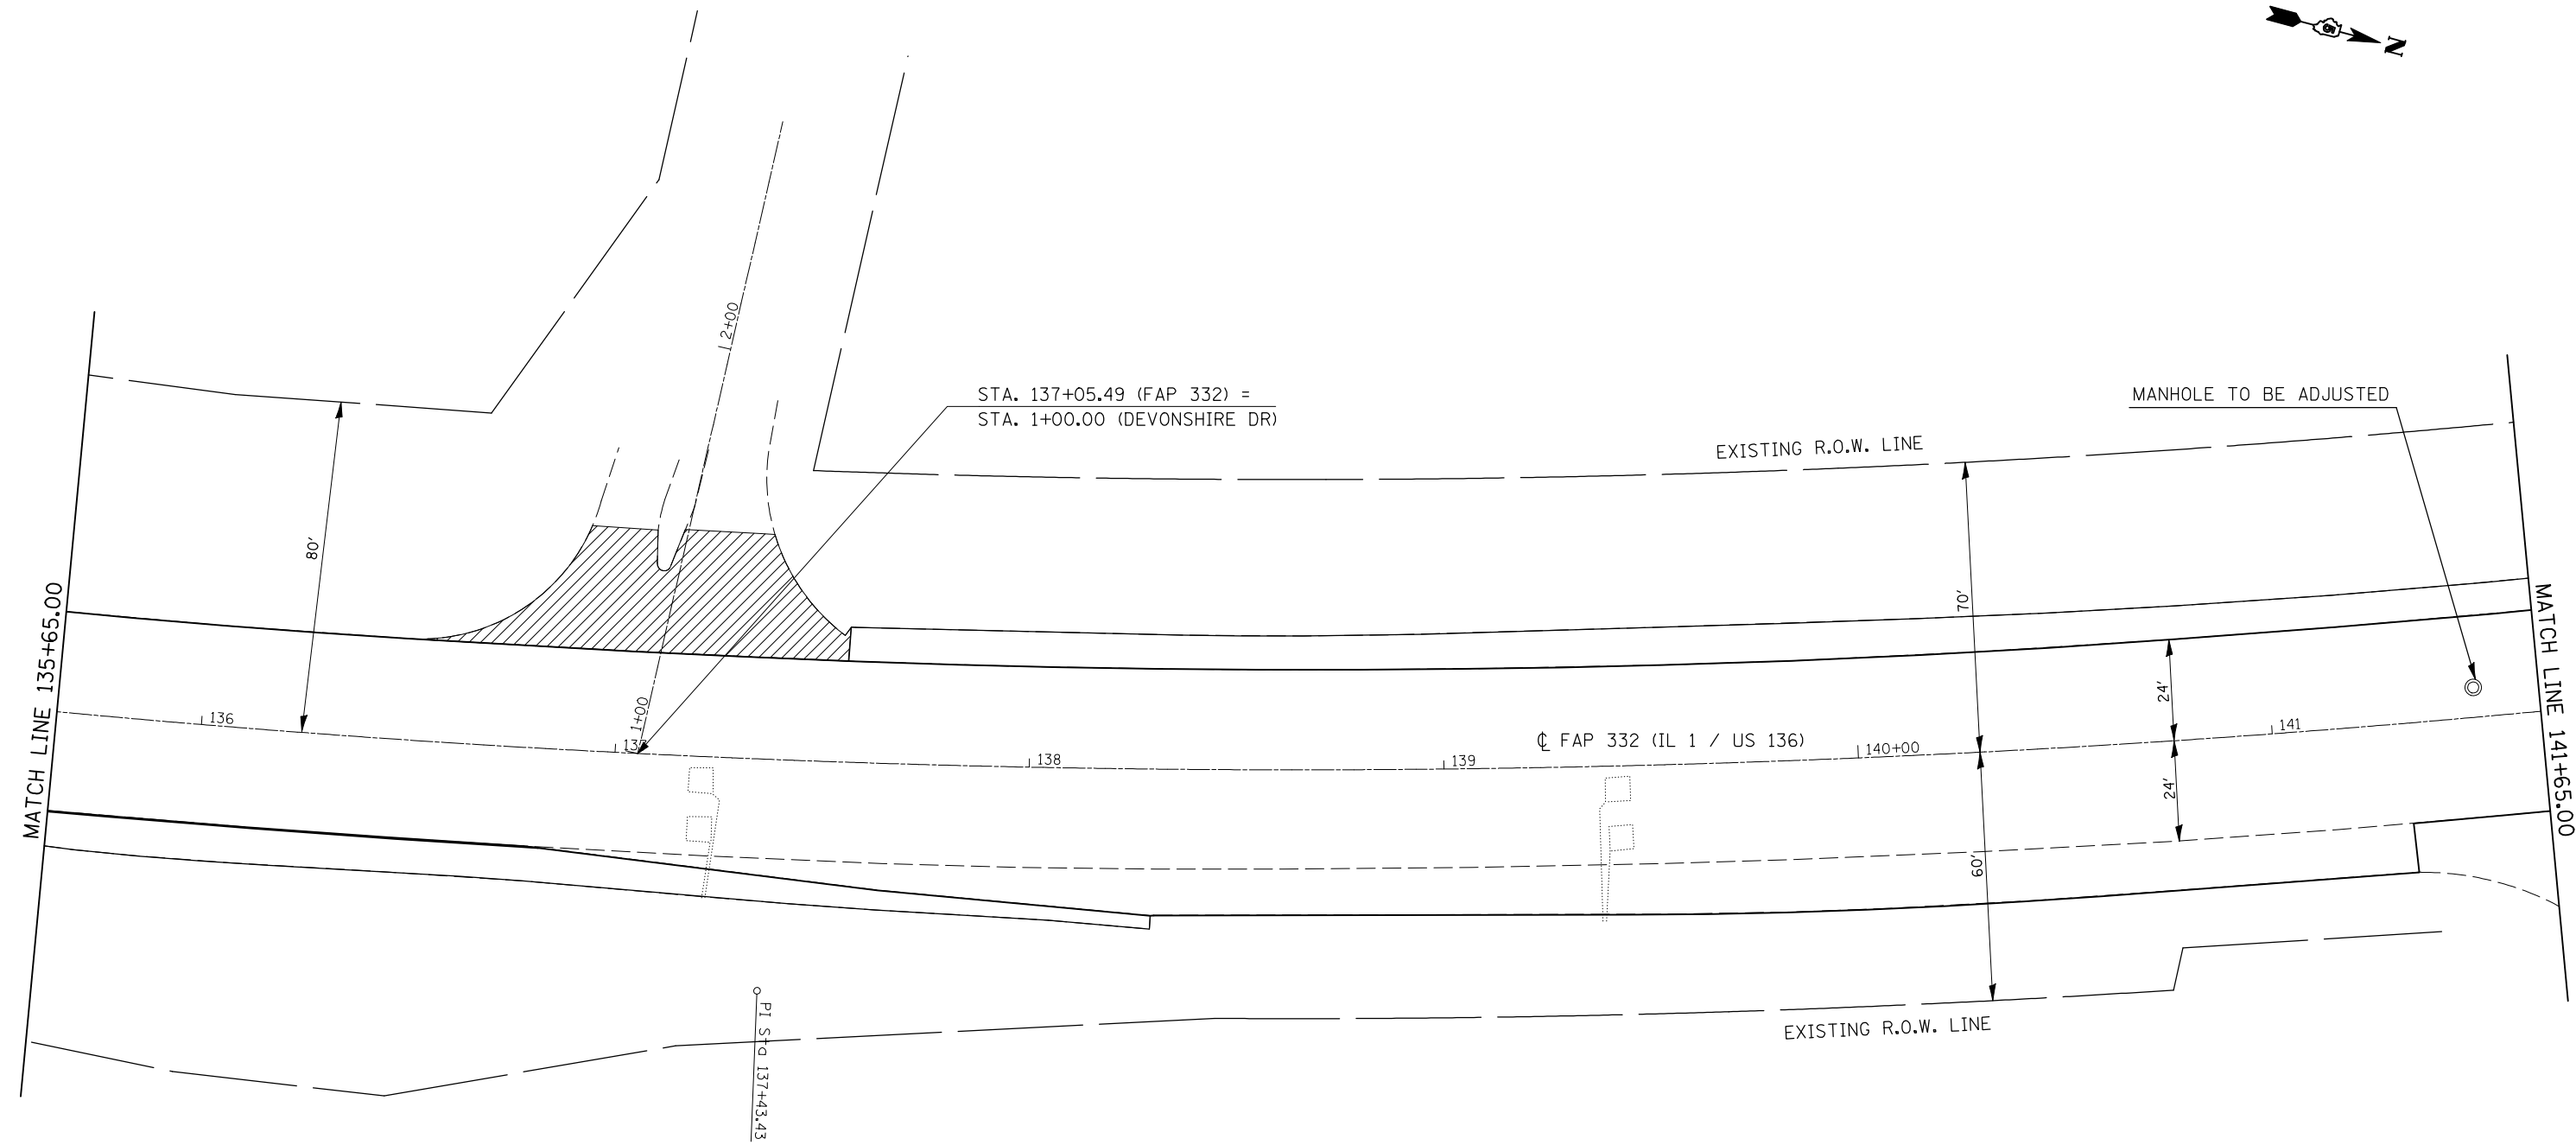 N
2+00
STA. 137+05.49 (FAP 332) =
STA. 1+00.00 (DEVONSHIRE DR)
MANHOLE TO BE ADJUSTED
EXISTING R.O.W. LINE
80'
70'
MATCH LINE 135+65.00
MATCH LINE 141+65.00
24'
1+00
136
137
138
139
℄ FAP 332 (IL 1 / US 136)
140+00
141
24'
60'
PI Sta 137+43.43
EXISTING R.O.W. LINE